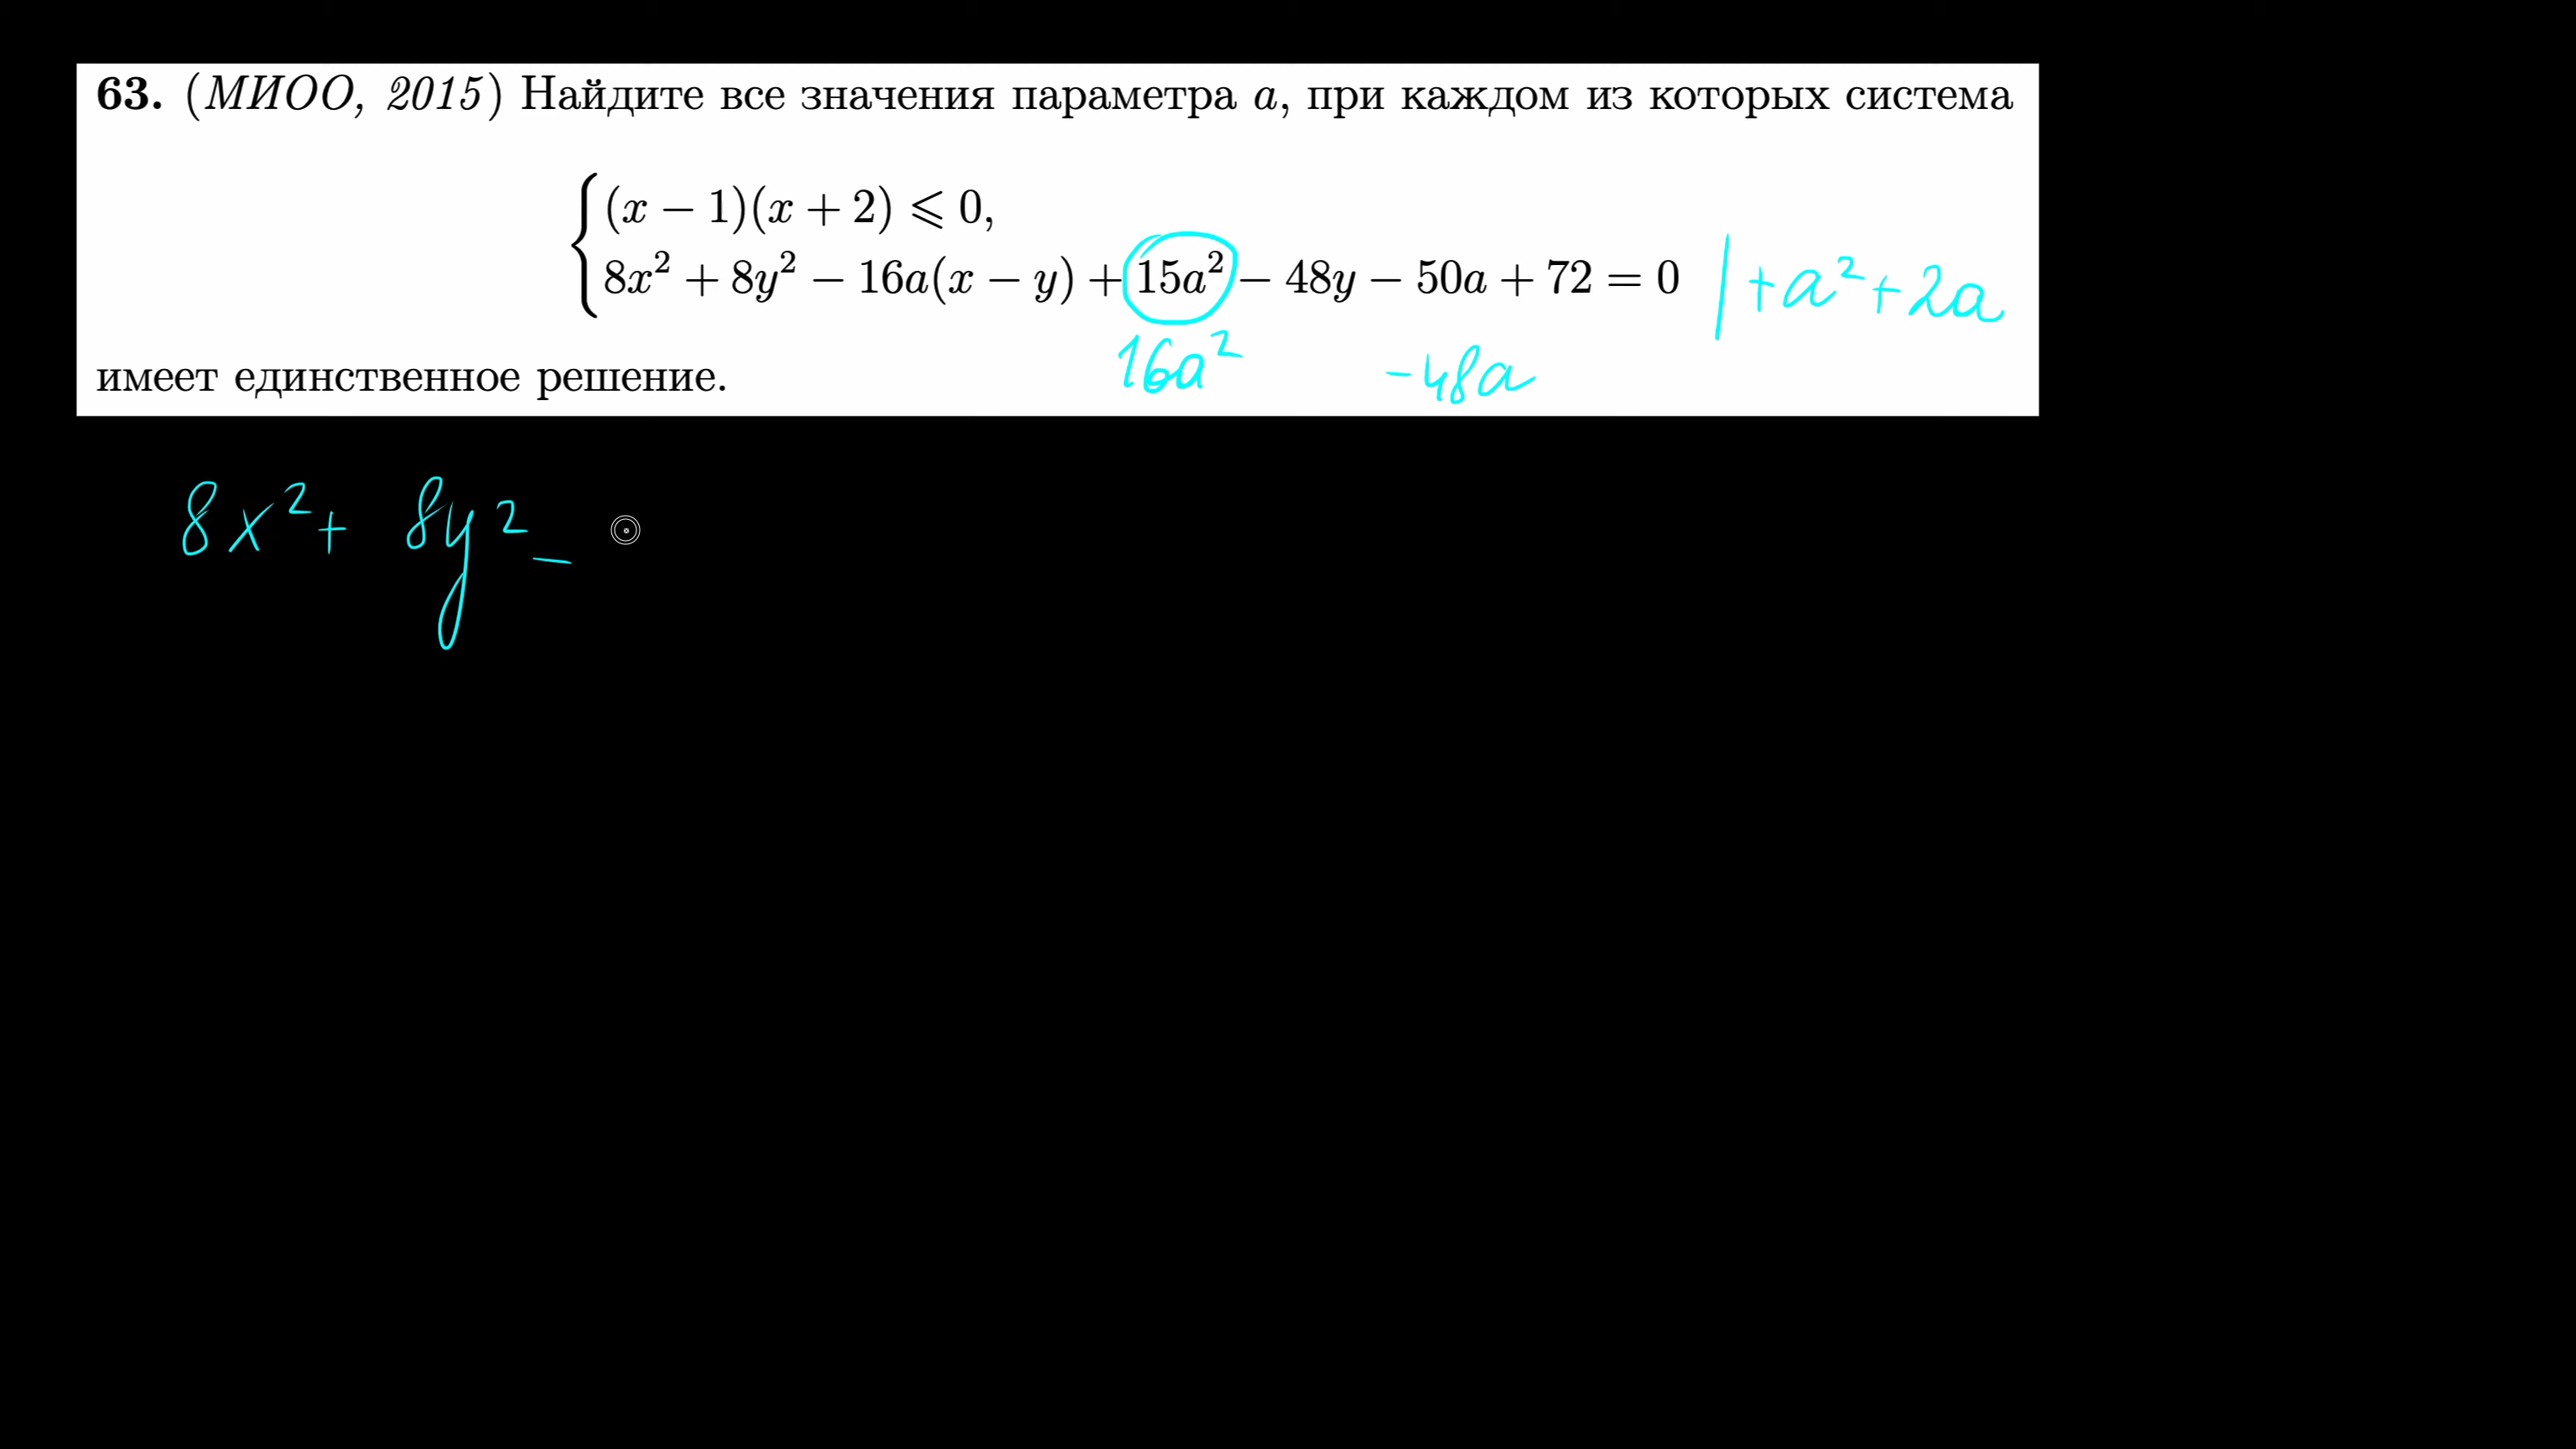 63. (МИОО, 2015) Найдите все значения параметра a, при каждом из которых система
(x − 1)(x + 2) ⩽ 0,
8x² + 8y² − 16a(x − y) + 15a² − 48y − 50a + 72 = 0 | +a² +2a
16a² −48a
имеет единственное решение.
8x² + 8y² −